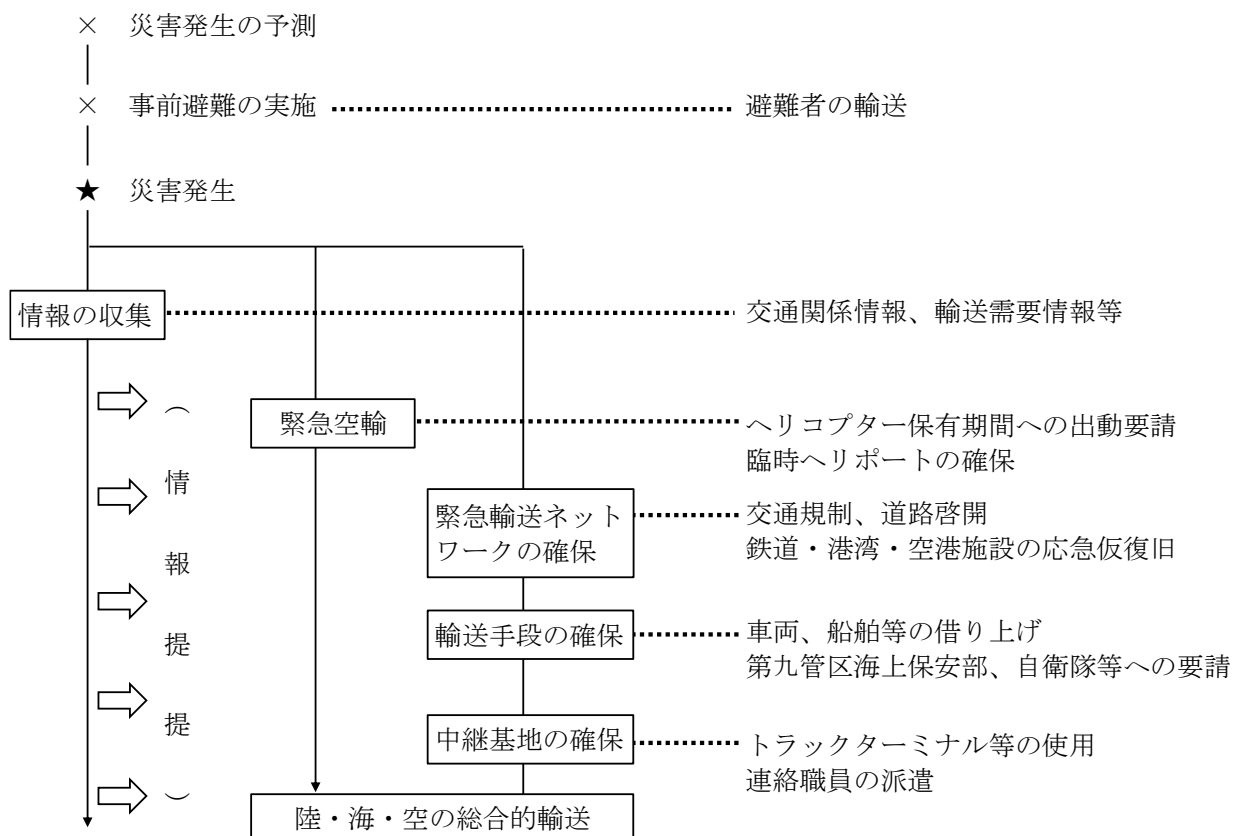 × 災害発生の予測
× 事前避難の実施
避難者の輸送
★ 災害発生
情報の収集
交通関係情報、輸送需要情報等
（情報提提）
緊急空輸
ヘリコプター保有期間への出動要請
臨時ヘリポートの確保
緊急輸送ネット
ワークの確保
交通規制、道路啓開
鉄道・港湾・空港施設の応急仮復旧
輸送手段の確保
車両、船舶等の借り上げ
第九管区海上保安部、自衛隊等への要請
中継基地の確保
トラックターミナル等の使用
連絡職員の派遣
陸・海・空の総合的輸送